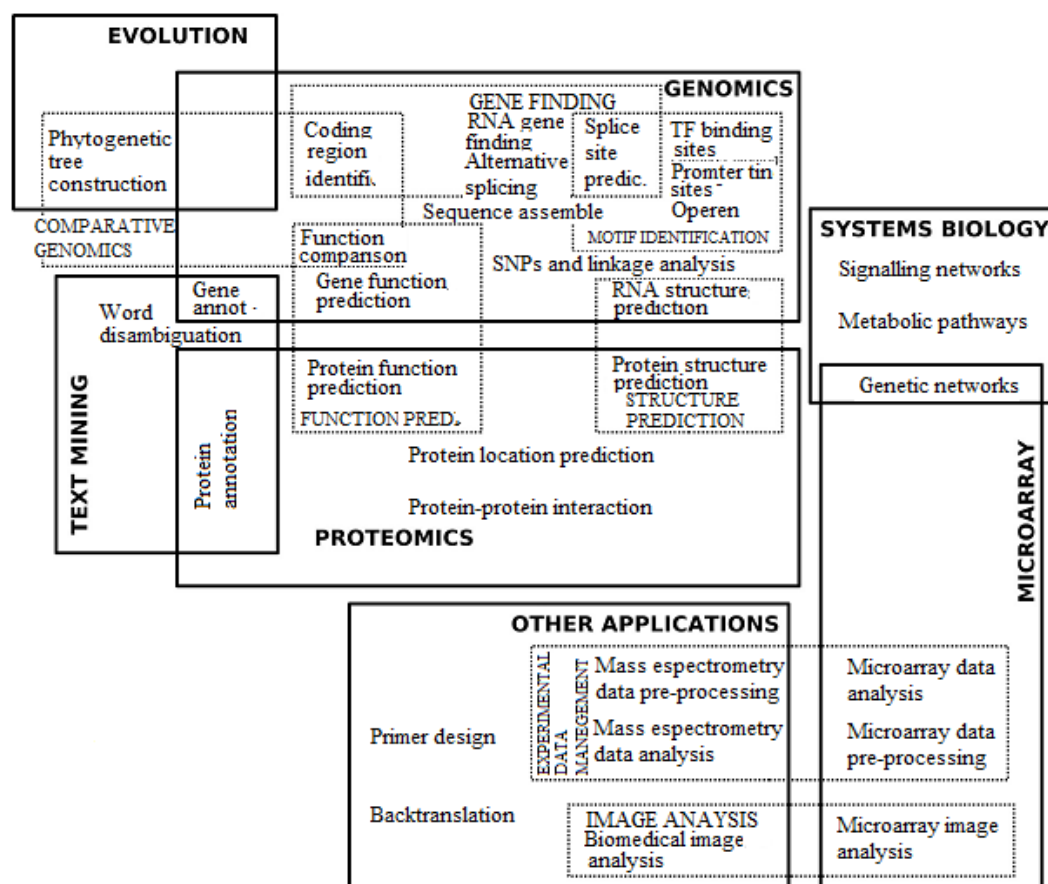 EVOLUTION
GENOMICS
GENE FINDING
Phytogenetic
tree
construction
Coding
region
identifi.
RNA gene
finding
Alternative
splicing
Splice
site
predic.
TF binding
sites
Promter tin
sites -
Operen
MOTIF IDENTIFICATION
Sequence assemble
COMPARATIVE
GENOMICS
Function
companson
SNPs and linkage analysis
Gene function
prediction
RNA structure
prediction
SYSTEMS BIOLOGY
Signalling networks
Metabolic pathways
Genetic networks
Gene
annot -
Word
disambiguation
TEXT MINING
Protein
annotation
Protein function
prediction
FUNCTION PRED.
Protein structure
prediction
STRUCTURE
PREDICTION
Protein location prediction
Protein-protein interaction
PROTEOMICS
MICROARRAY
OTHER APPLICATIONS
EXPERIMENTAL
DATA
MANEGEMENT
Mass espectrometry
data pre-processing
Mass espectrometry
data analysis
Microarray data
analysis
Microarray data
pre-processing
Primer design
Backtranslation
IMAGE ANAYSIS
Biomedical image
analysis
Microarray image
analysis